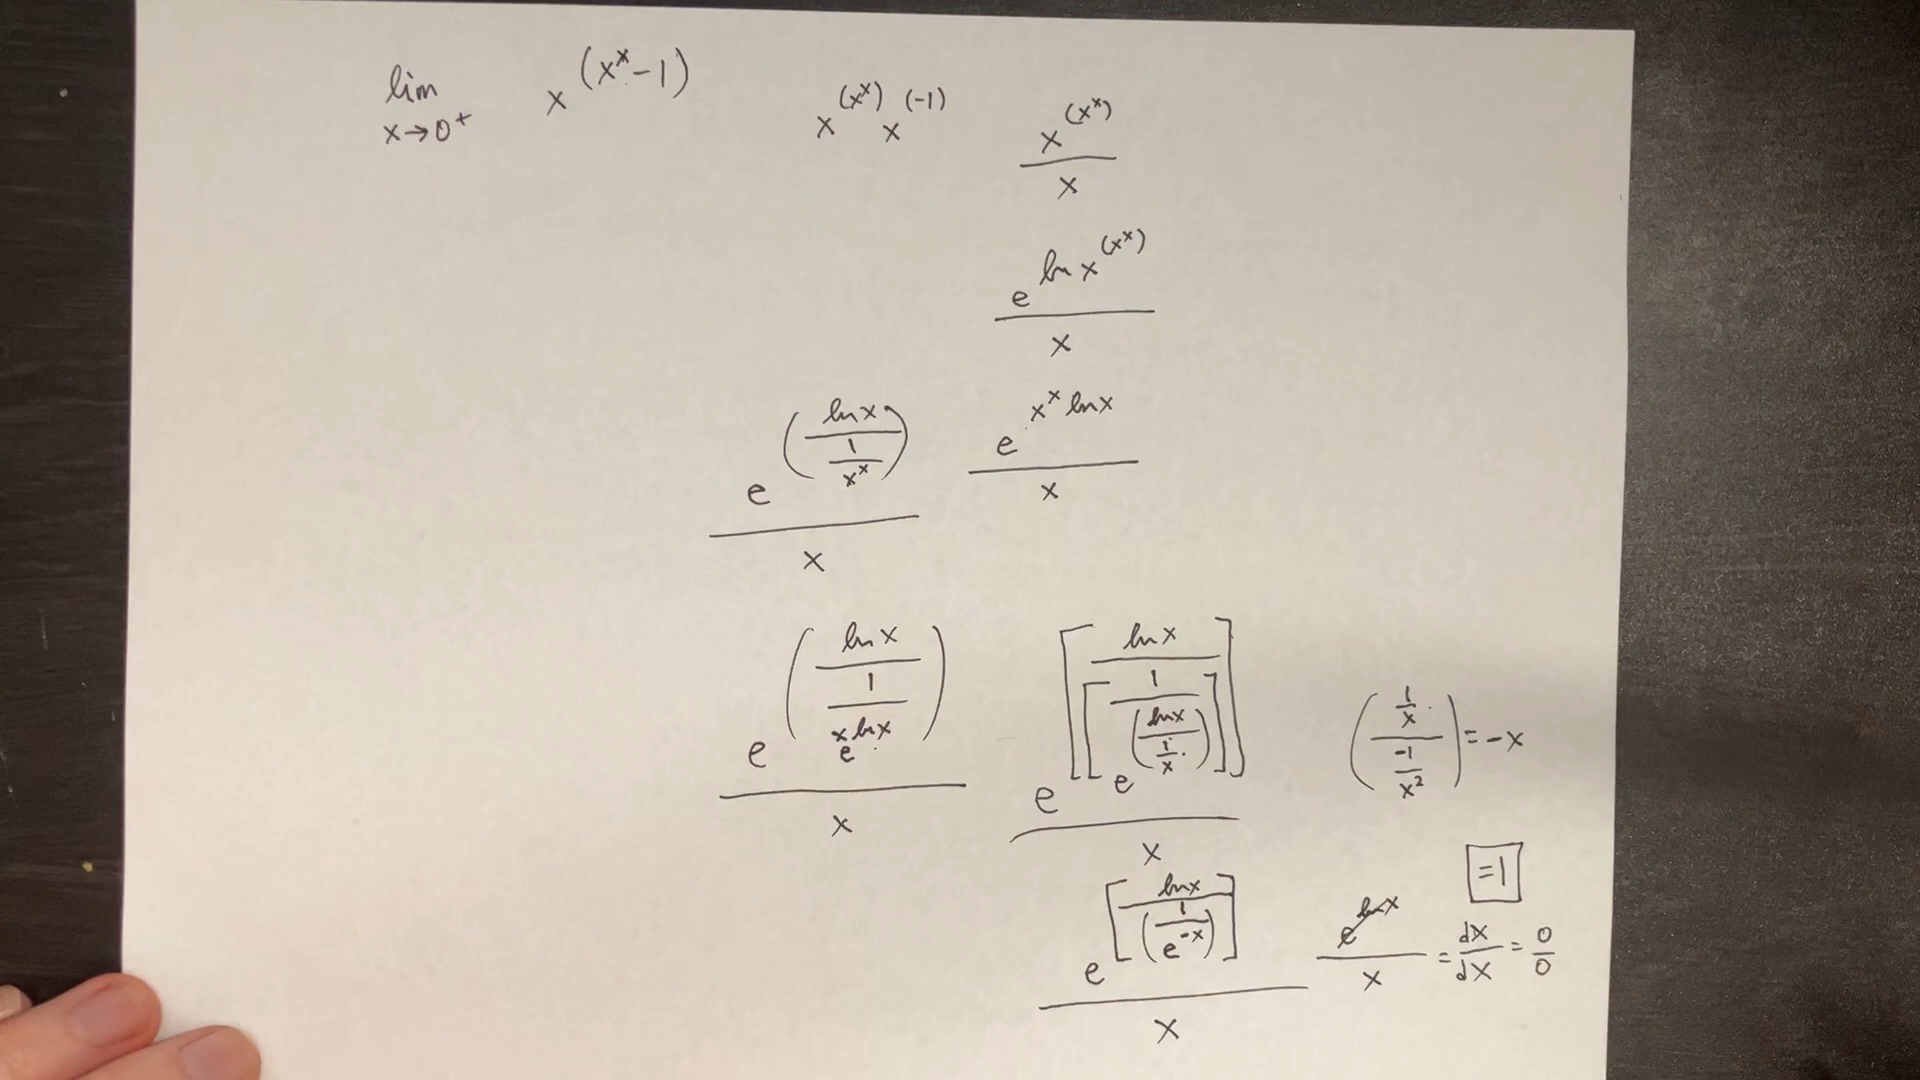 lim x→0⁺ x^(x^x-1)
x^(x^x) x^(-1)
x^(x^x) / x
e^(ln x^(x^x)) / x
e^(x^x ln x) / x
e^(ln x / (1 / x^x)) / x
e^(ln x / (1 / e^(x ln x))) / x
e^[ln x / [1 / e^(ln x / (1/x))]] / x
((1/x) / (-1/x²)) = -x
e^[ln x / (1 / e^(-x))] / x
e^(ln x) / x = dx/dx = 0/0
=1